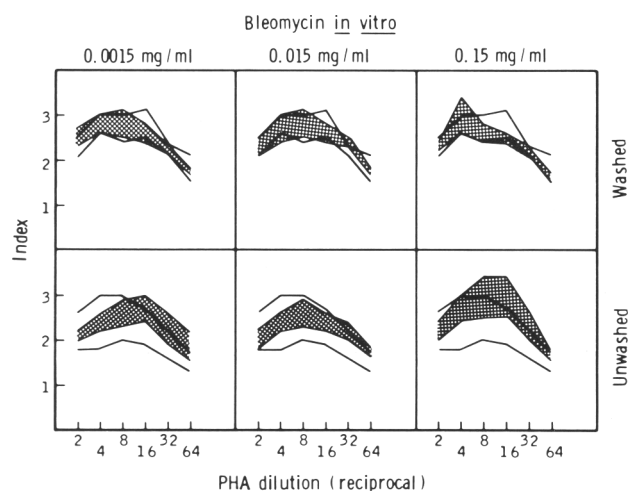 Bleomycin in vitro
0.0015 mg/ml 0.015 mg/ml 0.15 mg/ml
3
2
1
Washed
Index
3
2
1
Unwashed
2 4 8 16 32 64 2 4 8 16 32 64 2 4 8 16 32 64
PHA dilution (reciprocal)